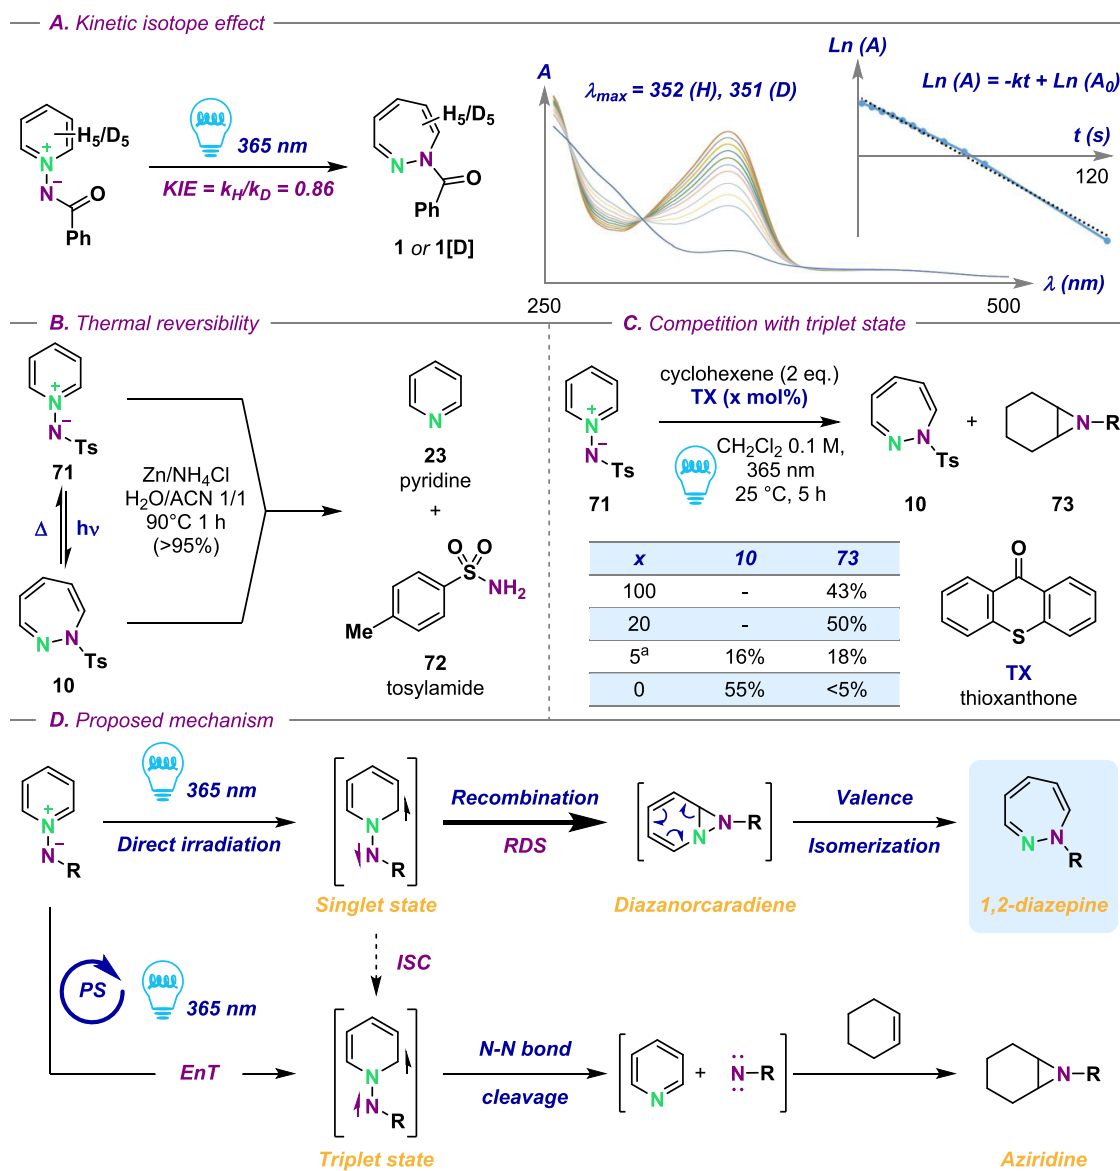 A. Kinetic isotope effect
H5/D5
N
+
N
−
O
Ph
365 nm
KIE = kH/kD = 0.86
H5/D5
N
N
O
Ph
1 or 1[D]
A
λmax = 352 (H), 351 (D)
250
500
λ (nm)
Ln (A)
Ln (A) = -kt + Ln (A0)
t (s)
120
B. Thermal reversibility
+
N
N
−
Ts
71
Δ
hν
N
N
Ts
10
Zn/NH4Cl
H2O/ACN 1/1
90°C 1 h
(>95%)
N
23
pyridine
+
O
O
S
NH2
Me
72
tosylamide
C. Competition with triplet state
+
N
N
−
Ts
71
cyclohexene (2 eq.)
TX (x mol%)
CH2Cl2 0.1 M,
365 nm
25 °C, 5 h
N
N
Ts
10
+
N−R
73
x 10 73
100 - 43%
20 - 50%
5a 16% 18%
0 55% <5%
O
S
TX
thioxanthone
D. Proposed mechanism
+
N
N
−
R
365 nm
Direct irradiation
N
N
R
Singlet state
Recombination
RDS
N
N−R
Diazanorcaradiene
Valence
Isomerization
N
N
R
1,2-diazepine
ISC
PS
365 nm
EnT
N
N
R
Triplet state
N-N bond
cleavage
N
+
N−R
N−R
Aziridine